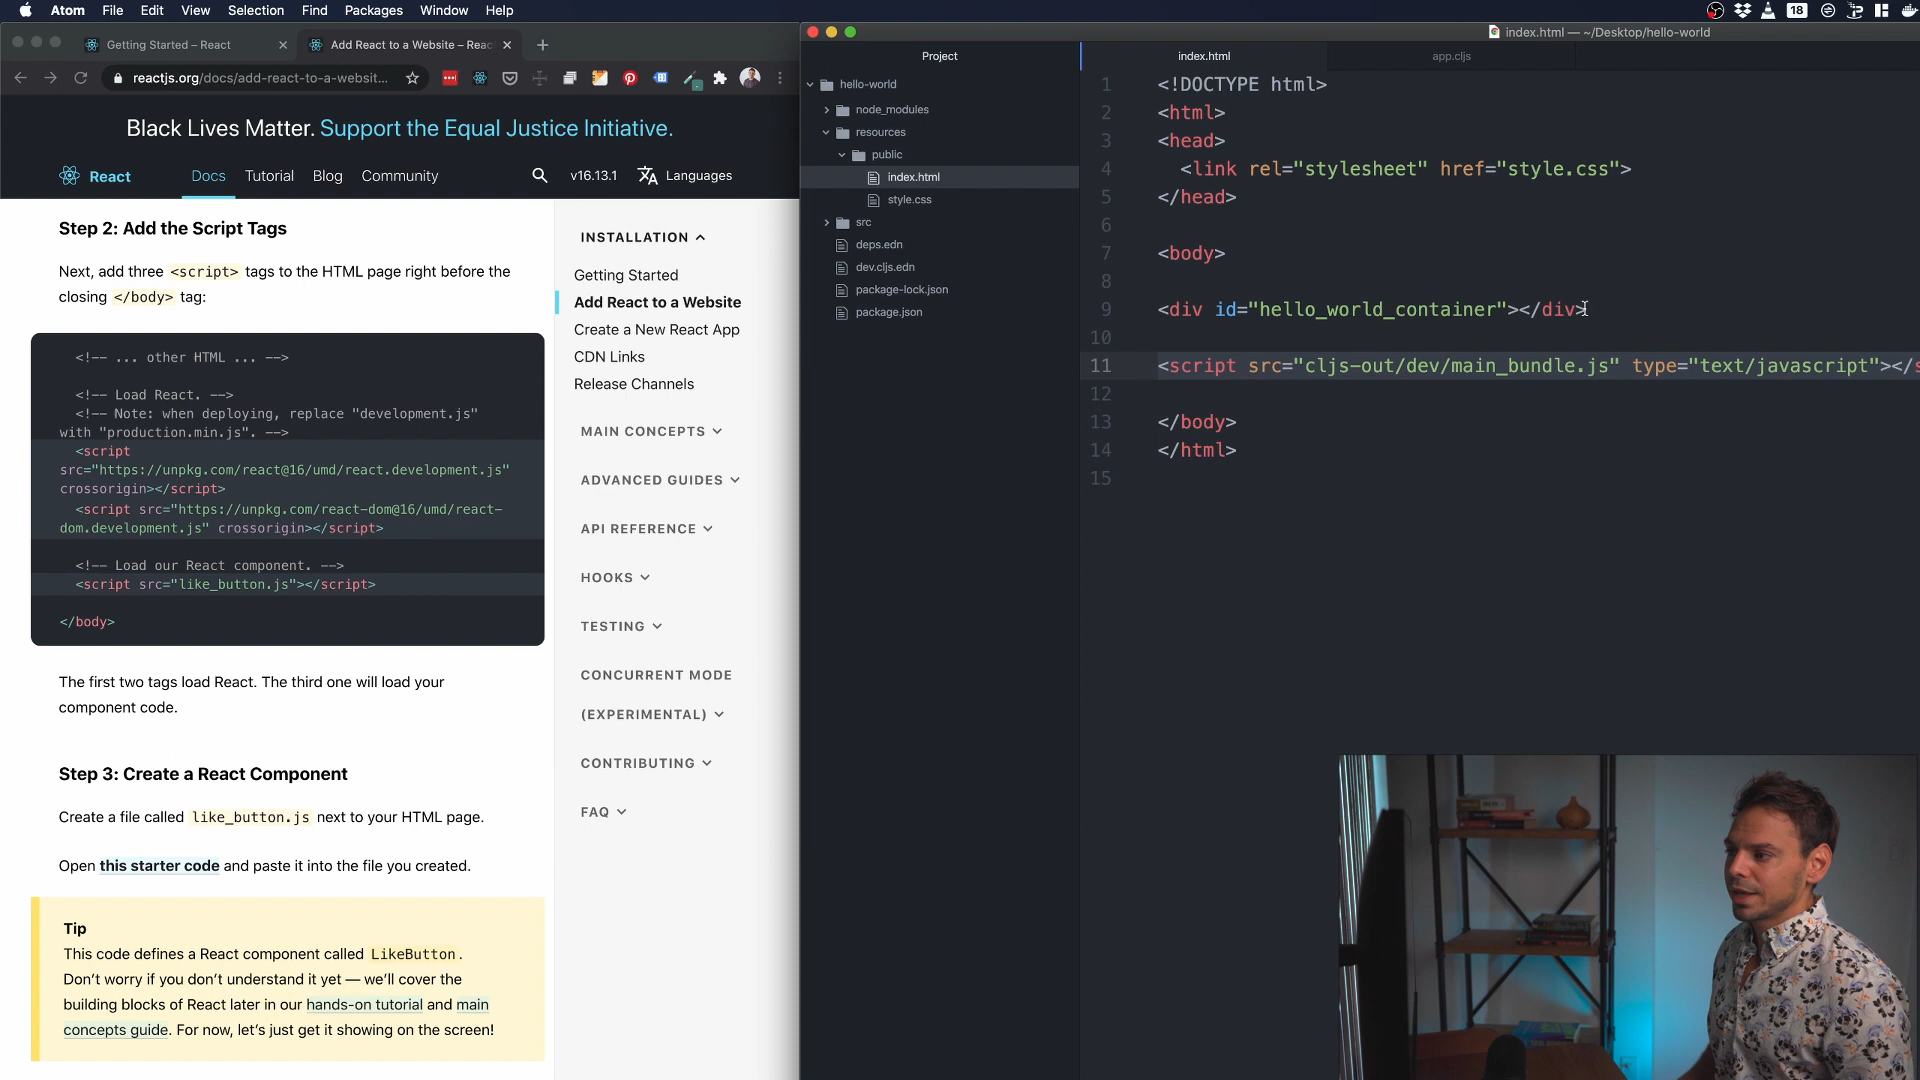 Atom File Edit View Selection Find Packages Window Help
18
Getting Started – React
Add React to a Website – Reac
reactjs.org/docs/add-react-to-a-websit...
Black Lives Matter. Support the Equal Justice Initiative.
React Docs Tutorial Blog Community v16.13.1 Languages
Step 2: Add the Script Tags
Next, add three <script> tags to the HTML page right before the
closing </body> tag:
<!-- ... other HTML ... -->
<!-- Load React. -->
<!-- Note: when deploying, replace "development.js"
with "production.min.js". -->
<script
src="https://unpkg.com/react@16/umd/react.development.js"
crossorigin></script>
<script src="https://unpkg.com/react-dom@16/umd/react-
dom.development.js" crossorigin></script>
<!-- Load our React component. -->
<script src="like_button.js"></script>
</body>
The first two tags load React. The third one will load your
component code.
Step 3: Create a React Component
Create a file called like_button.js next to your HTML page.
Open this starter code and paste it into the file you created.
Tip
This code defines a React component called LikeButton.
Don't worry if you don't understand it yet — we'll cover the
building blocks of React later in our hands-on tutorial and main
concepts guide. For now, let's just get it showing on the screen!
INSTALLATION
Getting Started
Add React to a Website
Create a New React App
CDN Links
Release Channels
MAIN CONCEPTS
ADVANCED GUIDES
API REFERENCE
HOOKS
TESTING
CONCURRENT MODE
(EXPERIMENTAL)
CONTRIBUTING
FAQ
index.html — ~/Desktop/hello-world
Project
hello-world
node_modules
resources
public
index.html
style.css
src
deps.edn
dev.cljs.edn
package-lock.json
package.json
index.html
app.cljs
1 <!DOCTYPE html>
2 <html>
3 <head>
4 <link rel="stylesheet" href="style.css">
5 </head>
6
7 <body>
8
9 <div id="hello_world_container"></div>
10
11 <script src="cljs-out/dev/main_bundle.js" type="text/javascript"></s
12
13 </body>
14 </html>
15